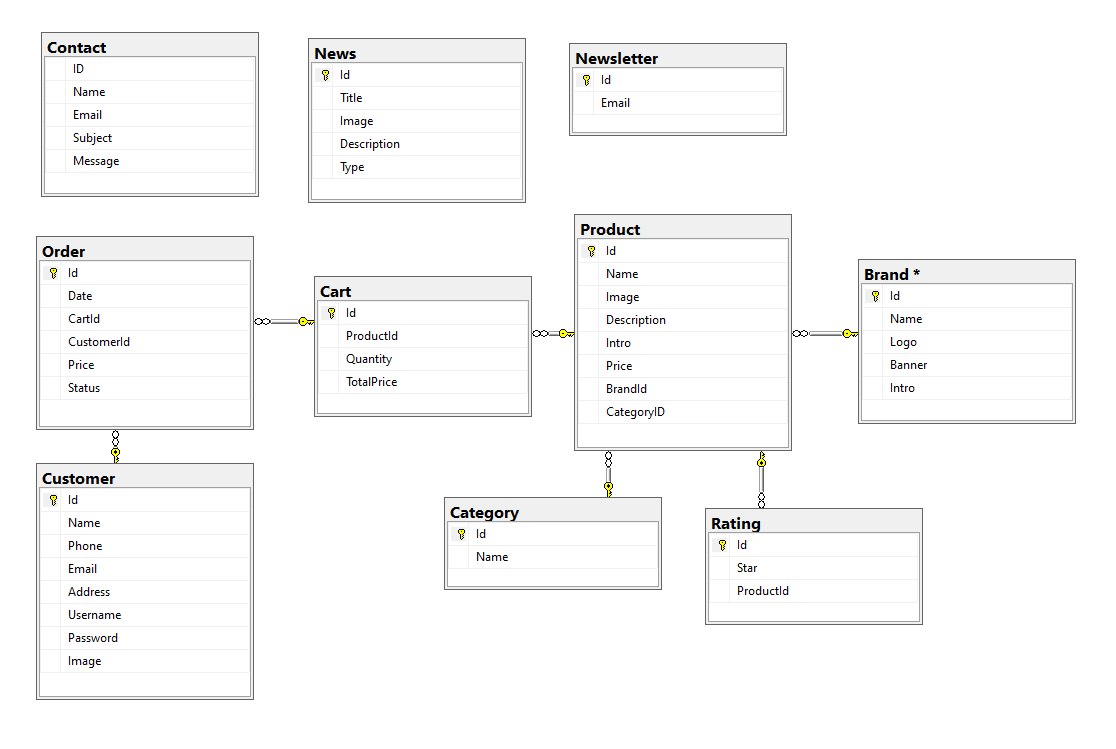 Contact
ID
Name
Email
Subject
Message
News
Id
Title
Image
Description
Type
Newsletter
Id
Email
Order
Id
Date
CartId
CustomerId
Price
Status
Cart
Id
ProductId
Quantity
TotalPrice
Product
Id
Name
Image
Description
Intro
Price
BrandId
CategoryID
Brand *
Id
Name
Logo
Banner
Intro
Customer
Id
Name
Phone
Email
Address
Username
Password
Image
Category
Id
Name
Rating
Id
Star
ProductId